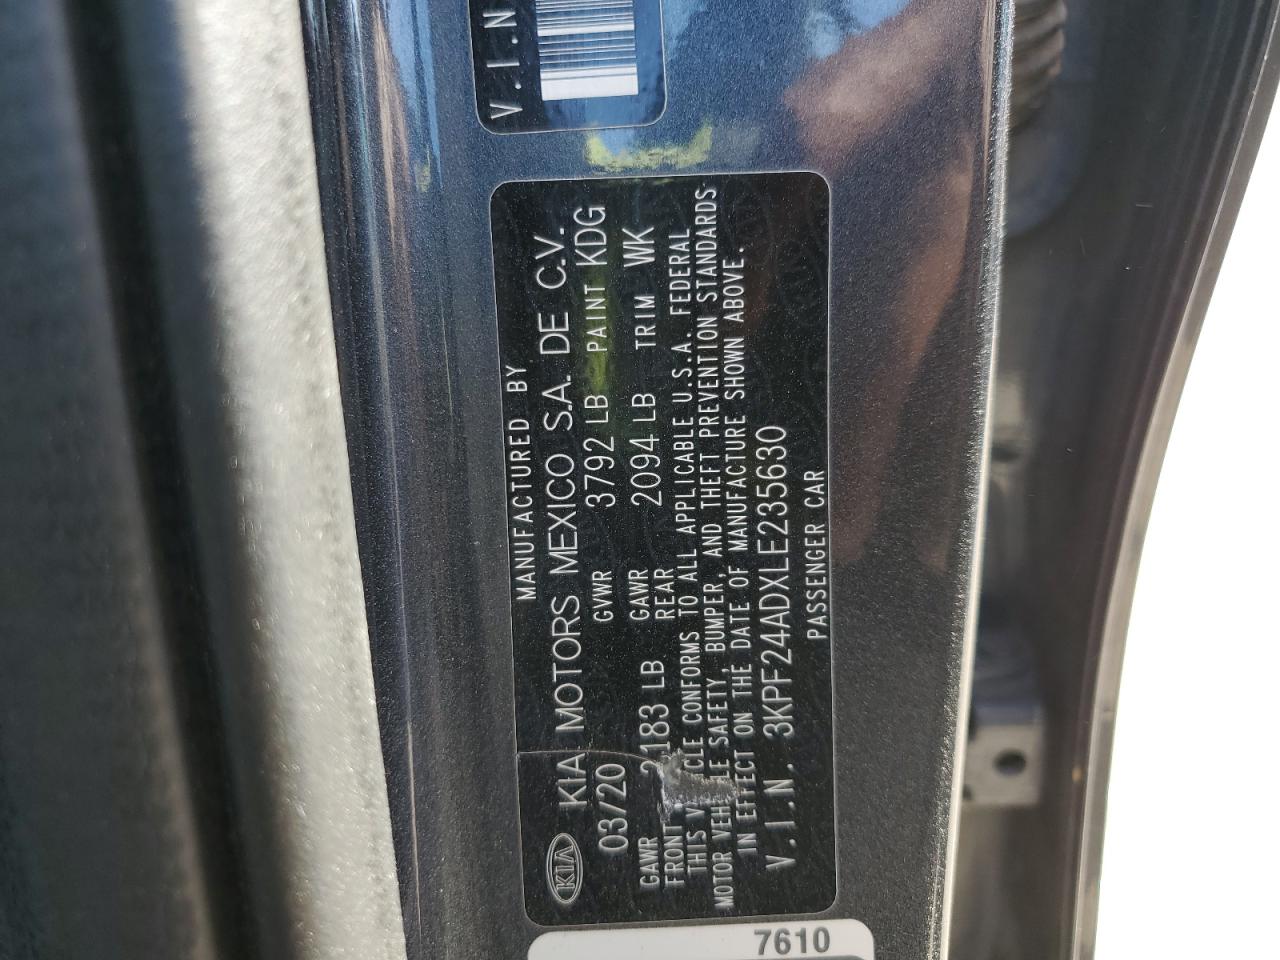 V.I.N
MANUFACTURED BY
KIA KIA MOTORS MEXICO S.A. DE C.V.
03/20 GVWR 3792 LB PAINT KDG
GAWR FRONT 2183 LB GAWR REAR 2094 LB TRIM WK
THIS CLE CONFORMS TO ALL APPLICABLE U.S.A. FEDERAL
MOTOR SAFETY, BUMPER, AND THEFT PREVENTION STANDARDS
IN EFFECT ON THE DATE OF MANUFACTURE SHOWN ABOVE.
V.I.N. 3KPF24ADXLE235630
PASSENGER CAR
7610